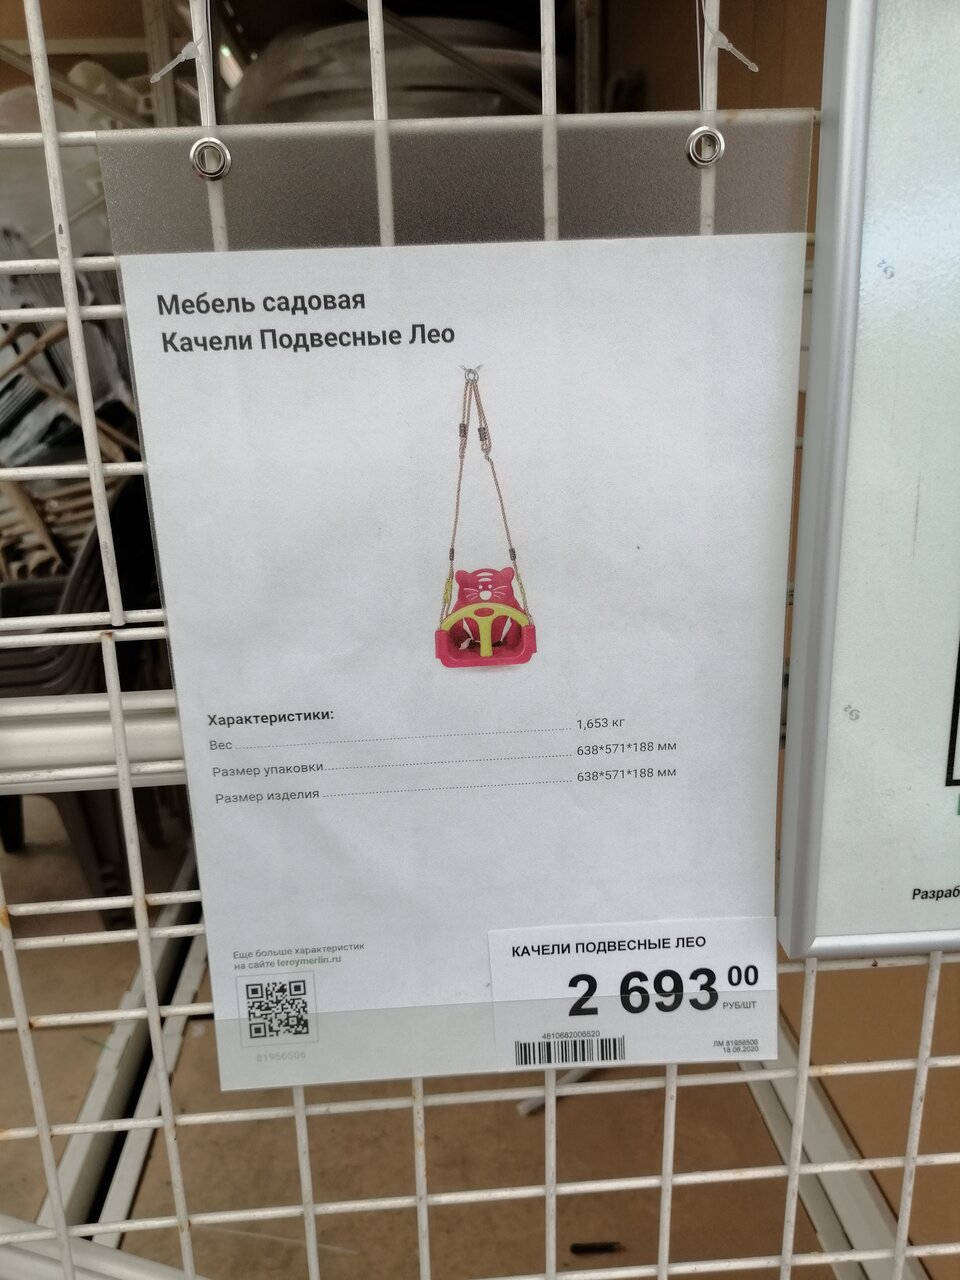 Мебель садовая
Качели Подвесные Лео
Характеристики:
Вес 1,653 кг
Размер упаковки 638*571*188 мм
Размер изделия 638*571*188 мм
Еще больше характеристик
на сайте leroymerlin.ru
81956506
КАЧЕЛИ ПОДВЕСНЫЕ ЛЕО
2 693 00
РУБ/ШТ
4810682006520
ЛМ 81956506
18.06.2020
Разраб